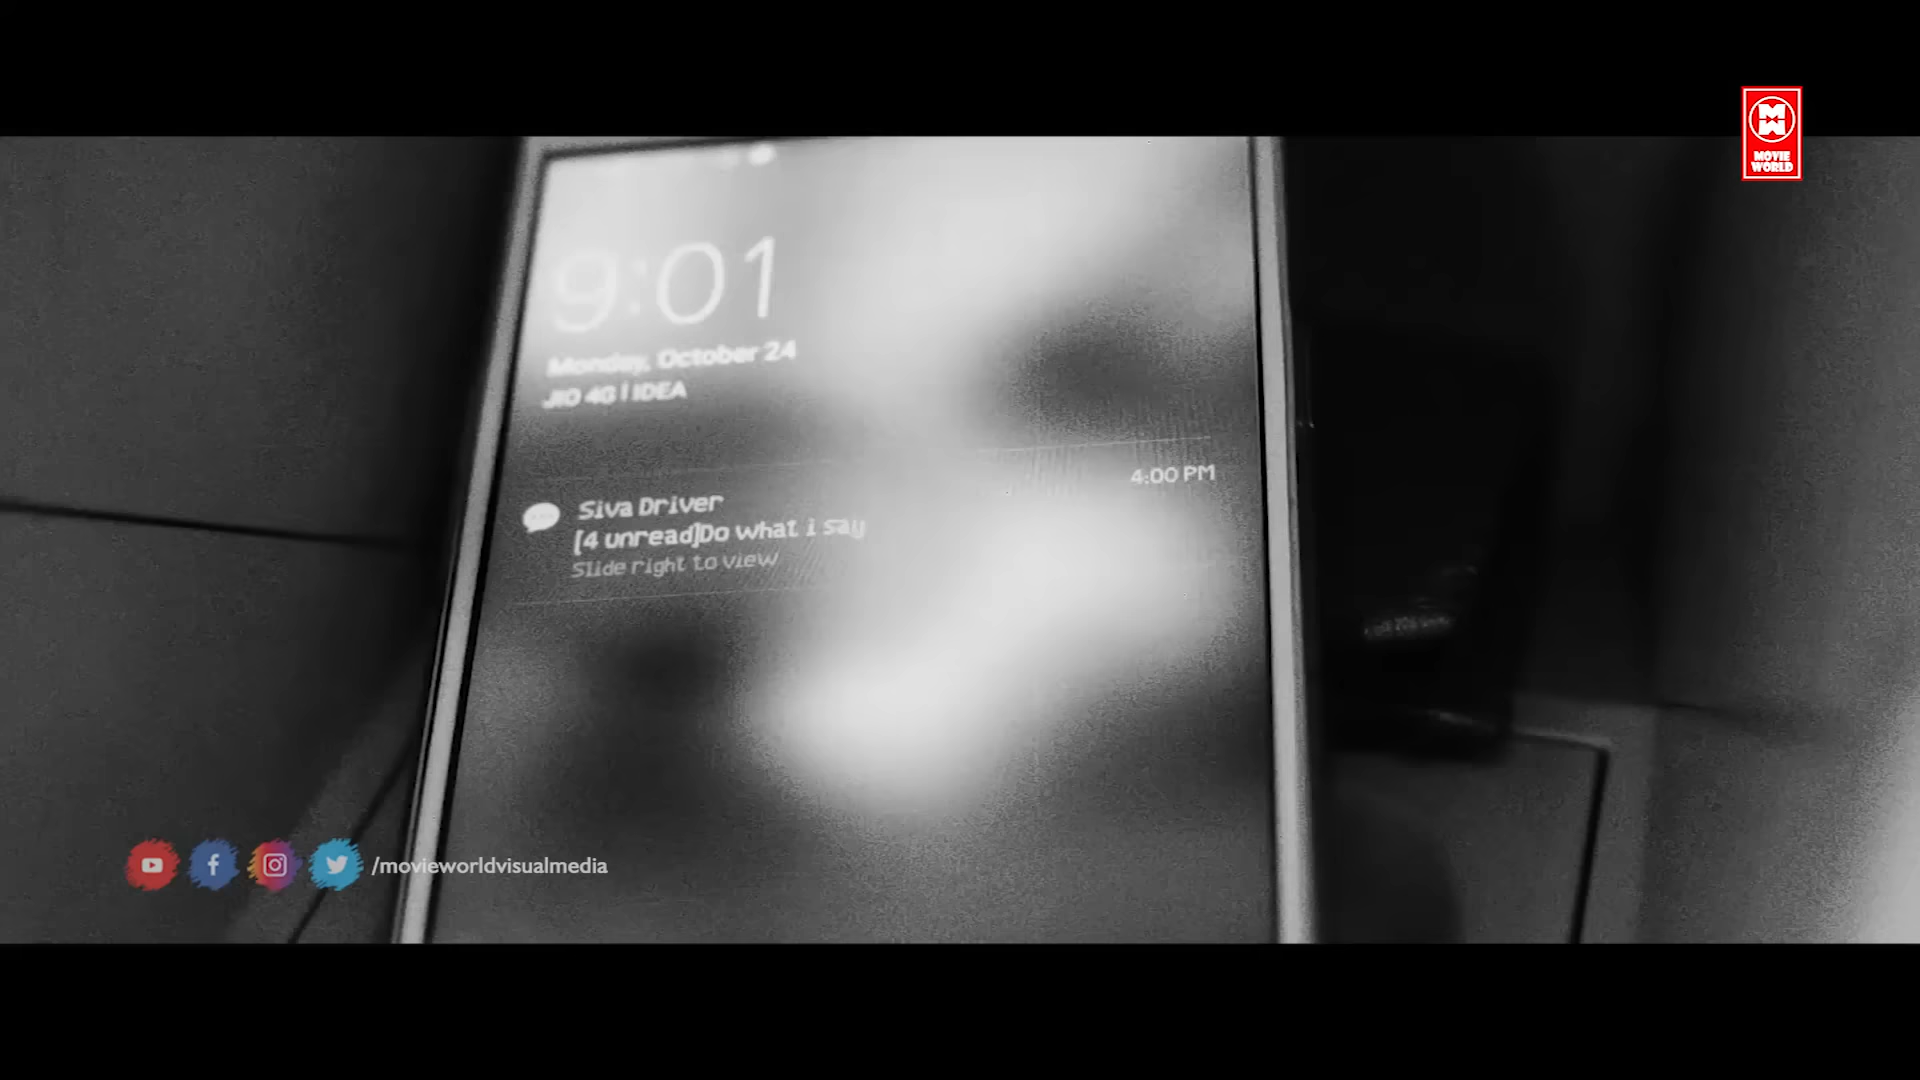 MOVIE
WORLD
9:01
Monday, October 24
JIO 4G | IDEA
4:00 PM
Siva Driver
[4 unread]Do what i say
Slide right to view
/movieworldvisualmedia